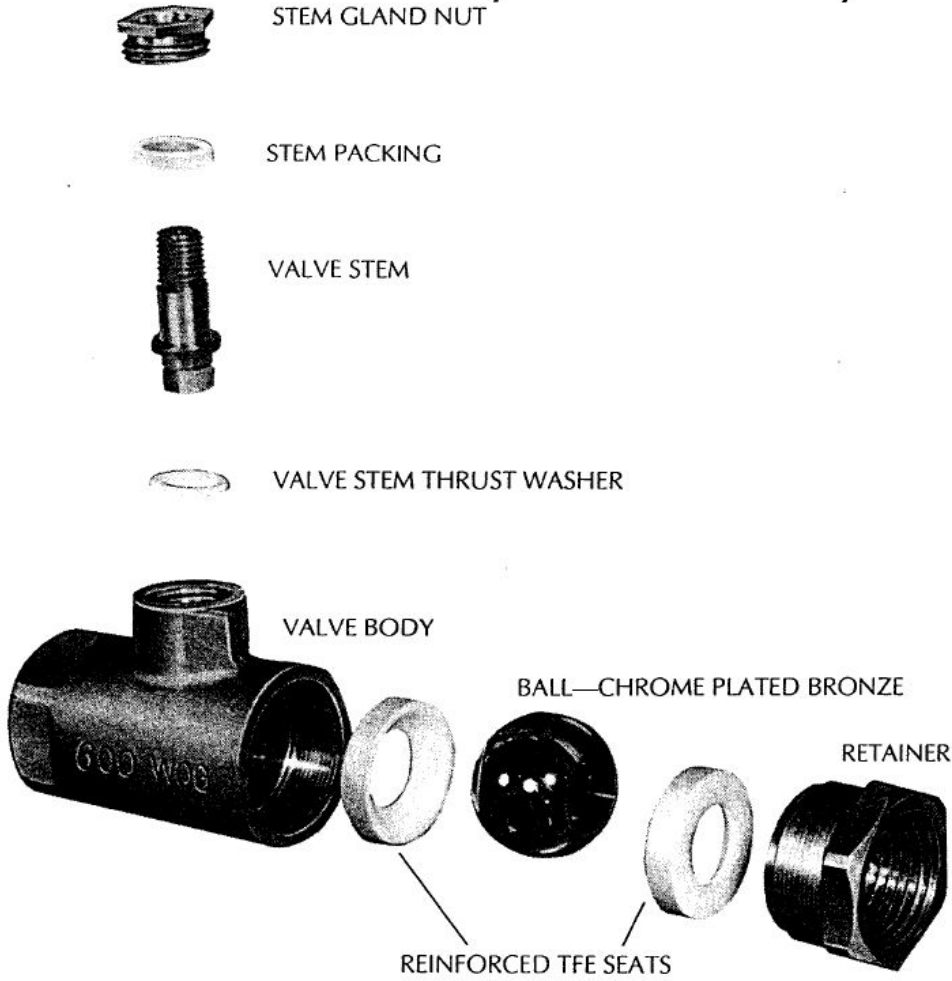 STEM GLAND NUT
STEM PACKING
VALVE STEM
VALVE STEM THRUST WASHER
VALVE BODY
BALL—CHROME PLATED BRONZE
600 WOG
RETAINER
REINFORCED TFE SEATS